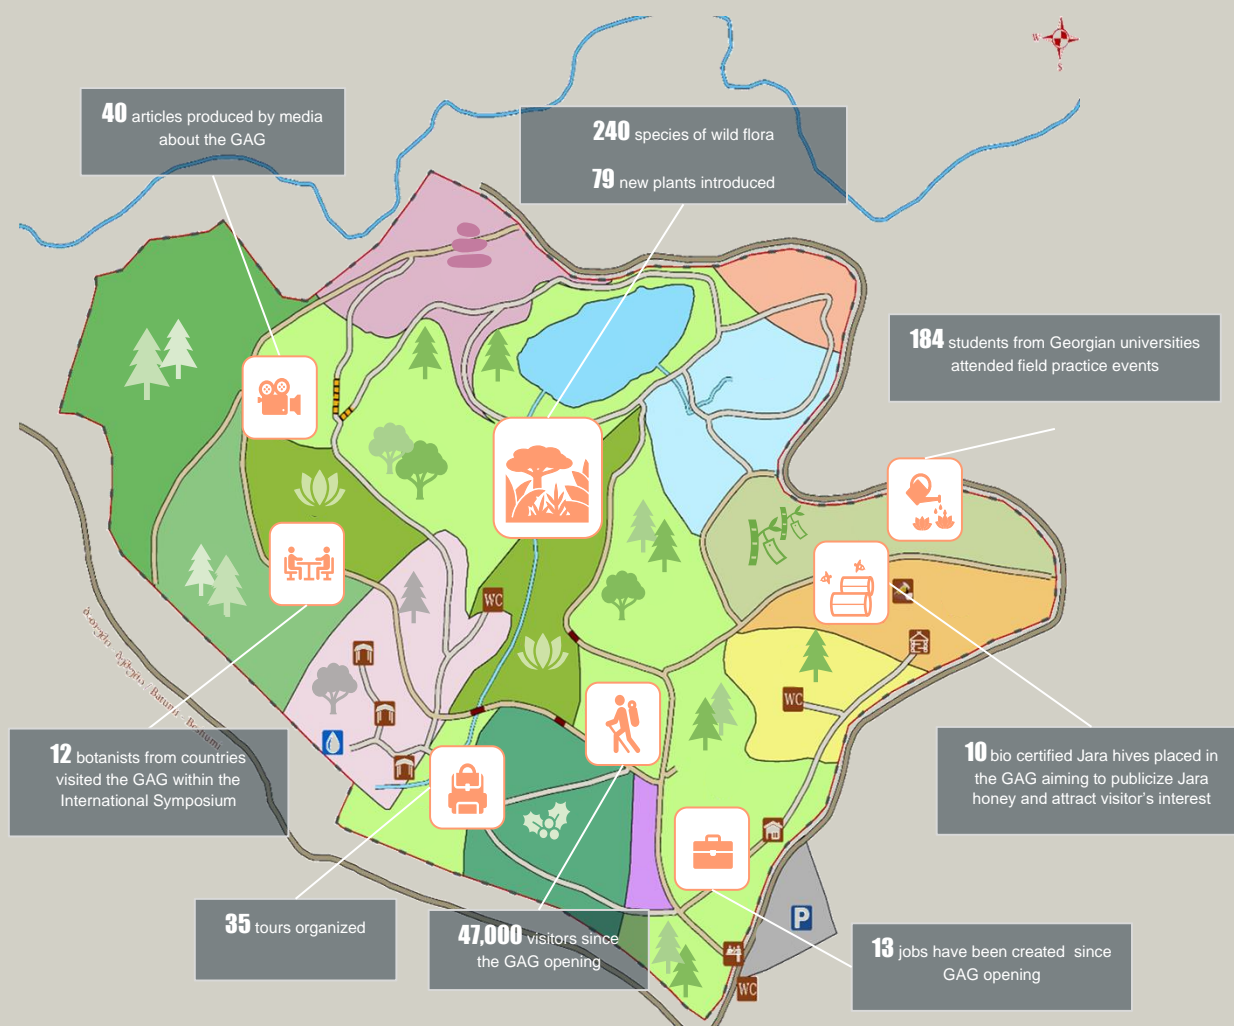 W
S
40 articles produced by media
about the GAG
240 species of wild flora
79 new plants introduced
184 students from Georgian universities
attended field practice events
WC
WC
/ Batumi - Beshumi
12 botanists from countries
visited the GAG within the
International Symposium
10 bio certified Jara hives placed in
the GAG aiming to publicize Jara
honey and attract visitor's interest
35 tours organized
47,000 visitors since
the GAG opening
P
13 jobs have been created since
GAG opening
WC